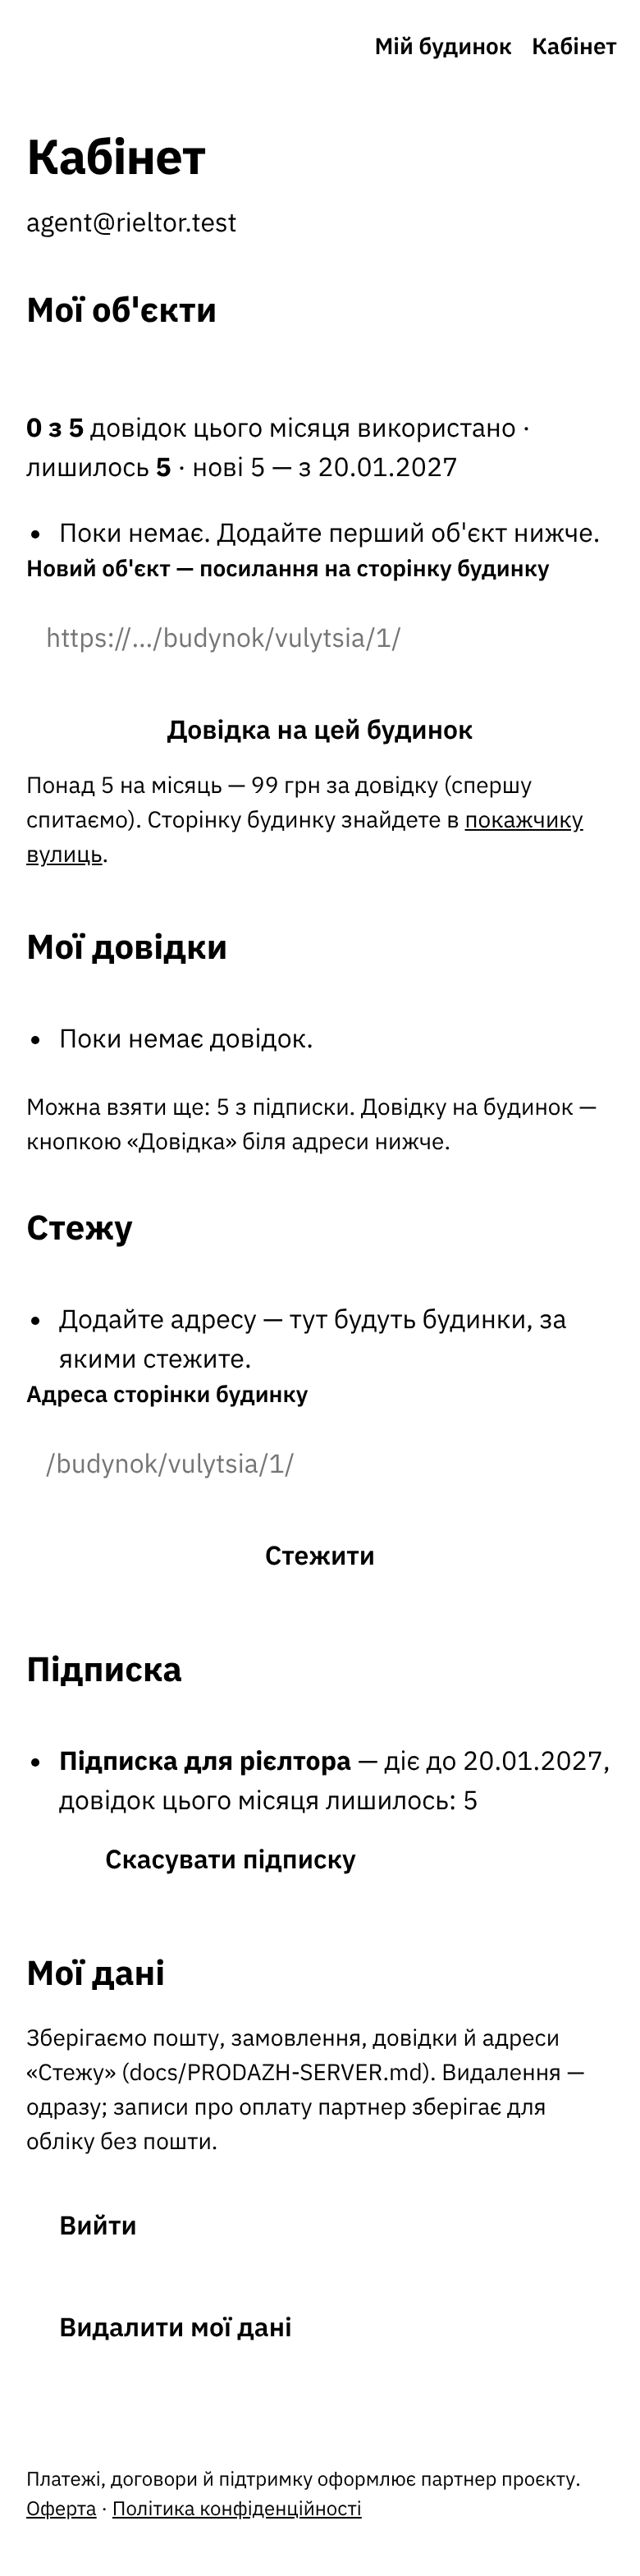 Мій будинок Кабінет
Кабінет
agent@rieltor.test
Мої об'єкти
0 з 5 довідок цього місяця використано ·
лишилось 5 · нові 5 — з 20.01.2027
• Поки немає. Додайте перший об'єкт нижче.
Новий об'єкт — посилання на сторінку будинку
https://…/budynok/vulytsia/1/
Довідка на цей будинок
Понад 5 на місяць — 99 грн за довідку (спершу
спитаємо). Сторінку будинку знайдете в покажчику
вулиць.
Мої довідки
• Поки немає довідок.
Можна взяти ще: 5 з підписки. Довідку на будинок —
кнопкою «Довідка» біля адреси нижче.
Стежу
• Додайте адресу — тут будуть будинки, за
якими стежите.
Адреса сторінки будинку
/budynok/vulytsia/1/
Стежити
Підписка
• Підписка для рієлтора — діє до 20.01.2027,
довідок цього місяця лишилось: 5
Скасувати підписку
Мої дані
Зберігаємо пошту, замовлення, довідки й адреси
«Стежу» (docs/PRODAZH-SERVER.md). Видалення —
одразу; записи про оплату партнер зберігає для
обліку без пошти.
Вийти
Видалити мої дані
Платежі, договори й підтримку оформлює партнер проєкту.
Оферта · Політика конфіденційності